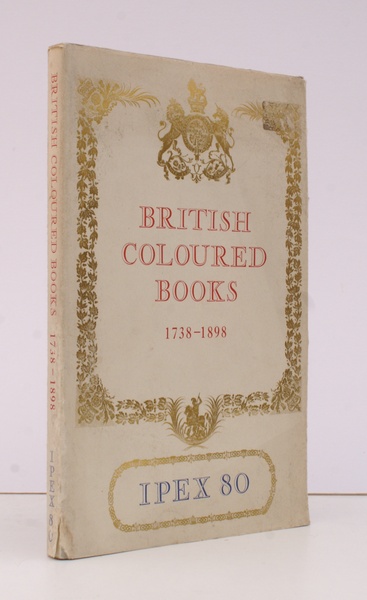 BRITISH COLOURED BOOKS 1738–1898 IPEX 80
BRITISH
COLOURED
BOOKS
1738–1898
IPEX 80